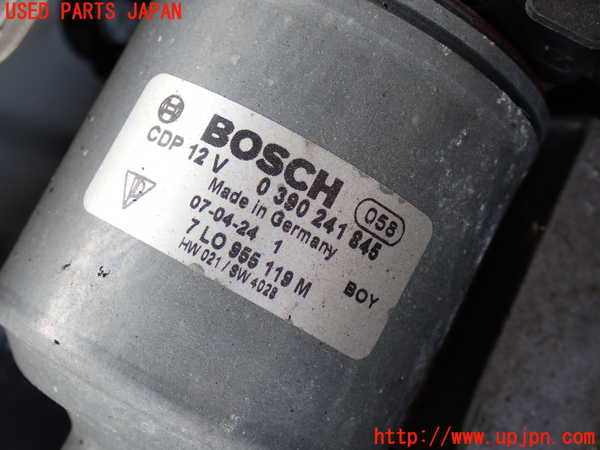 USED PARTS JAPAN
BOSCH
CDP 12 V 0 390 241 845
058
Made in Germany
07-04-24 1
7 L0 955 119 M BOY
HW 021 / SW 4028
http://www.upjpn.com/